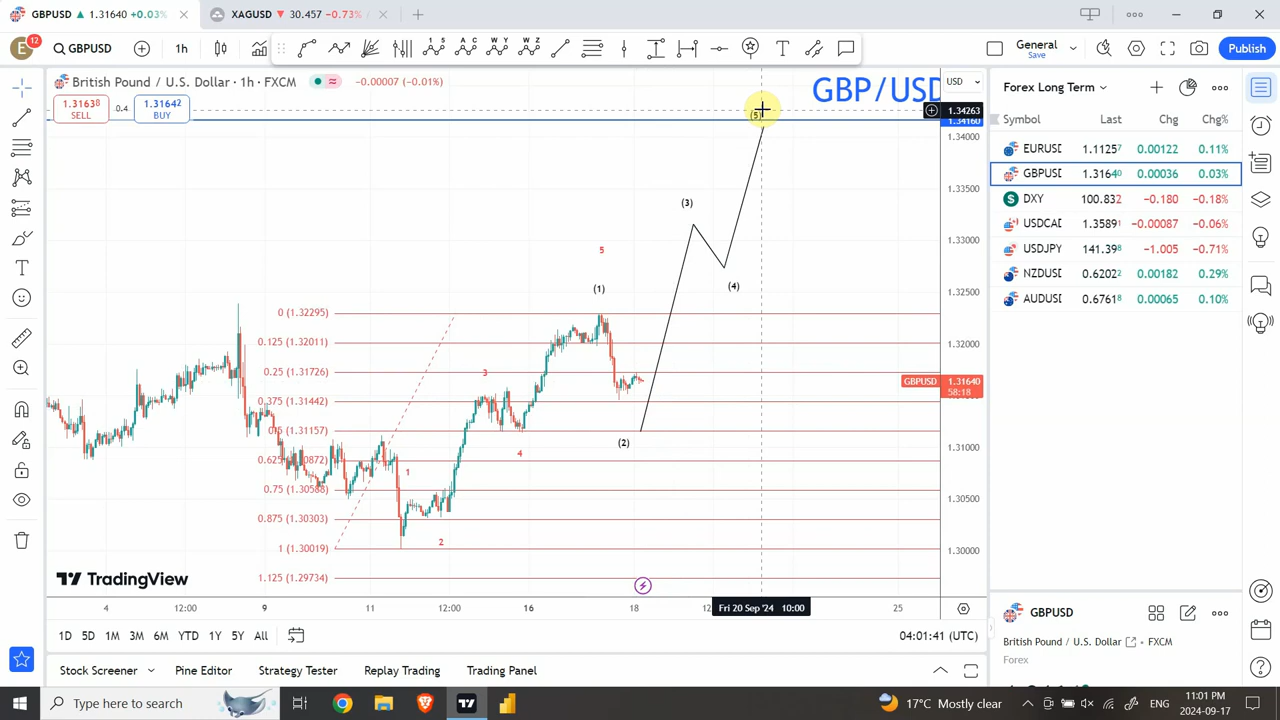 GBPUSD ▲ 1.31640 +0.03%
XAGUSD ▼ 30.457 −0.73%
E 12 GBPUSD 1h General Save Publish
British Pound / U.S. Dollar · 1h · FXCM −0.00007 (−0.01%)
1.31638 SELL 0.4 1.31642 BUY
GBP/USD
USD
1.34263
1.34160
1.34000
1.33500
1.33000
1.32500
1.32000
GBPUSD 1.31640
58:18
1.31000
1.30500
1.30000
(5)
(3)
5
(4)
(1)
0 (1.32295)
0.125 (1.32011)
0.25 (1.31726)
3
0.375 (1.31442)
0.5 (1.31157)
(2)
4
0.625 (1.30872)
1
0.75 (1.30588)
0.875 (1.30303)
2
1 (1.30019)
1.125 (1.29734)
TradingView
4 12:00 9 11 12:00 16 18 Fri 20 Sep '24 10:00 25
1D 5D 1M 3M 6M YTD 1Y 5Y All
04:01:41 (UTC)
Stock Screener Pine Editor Strategy Tester Replay Trading Trading Panel
Forex Long Term
Symbol Last Chg Chg%
EURUSD 1.11257 0.00122 0.11%
GBPUSD 1.31640 0.00036 0.03%
DXY 100.832 −0.180 −0.18%
USDCAD 1.35891 −0.00087 −0.06%
USDJPY 141.398 −1.005 −0.71%
NZDUSD 0.62022 0.00182 0.29%
AUDUSD 0.67618 0.00065 0.10%
GBPUSD
British Pound / U.S. Dollar · FXCM
Forex
Type here to search
17°C Mostly clear
ENG
11:01 PM
2024-09-17